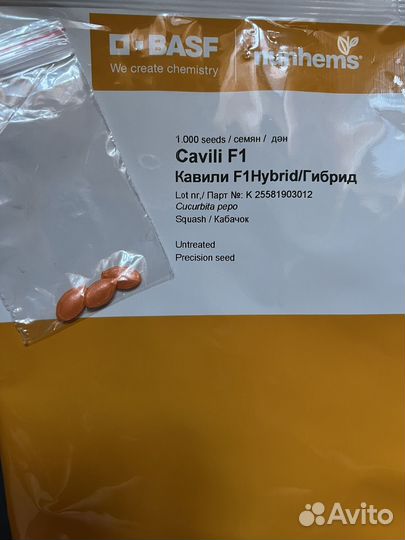 BASF
We create chemistry
nunhems
1.000 seeds / семян / дән
Cavili F1
Кавили F1Hybrid/Гибрид
Lot nr,/ Парт №: K 25581903012
Cucurbita pepo
Squash / Кабачок
Untreated
Precision seed
Avito